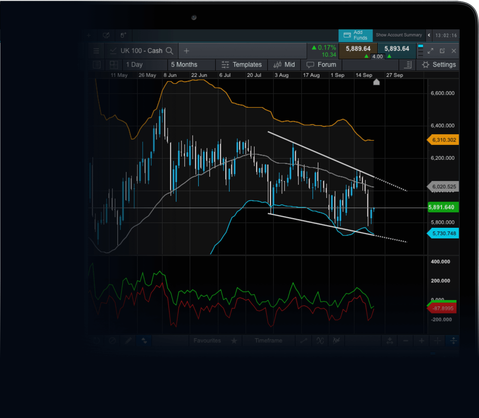 Add Funds
Show Account Summary
13:02:16
UK 100 - Cash
0.17%
10.34
5,889.64
5,893.64
4.00
1 Day
5 Months
Templates
Mid
Forum
Settings
11 May 26 May 8 Jun 22 Jun 6 Jul 20 Jul 3 Aug 17 Aug 1 Sep 14 Sep 27 Sep
6,600.000
6,400.000
6,310.302
6,200.000
6,020.525
5,891.640
5,800.000
5,730.748
400.000
200.000
0.000
-200.000
Favourites
Timeframe